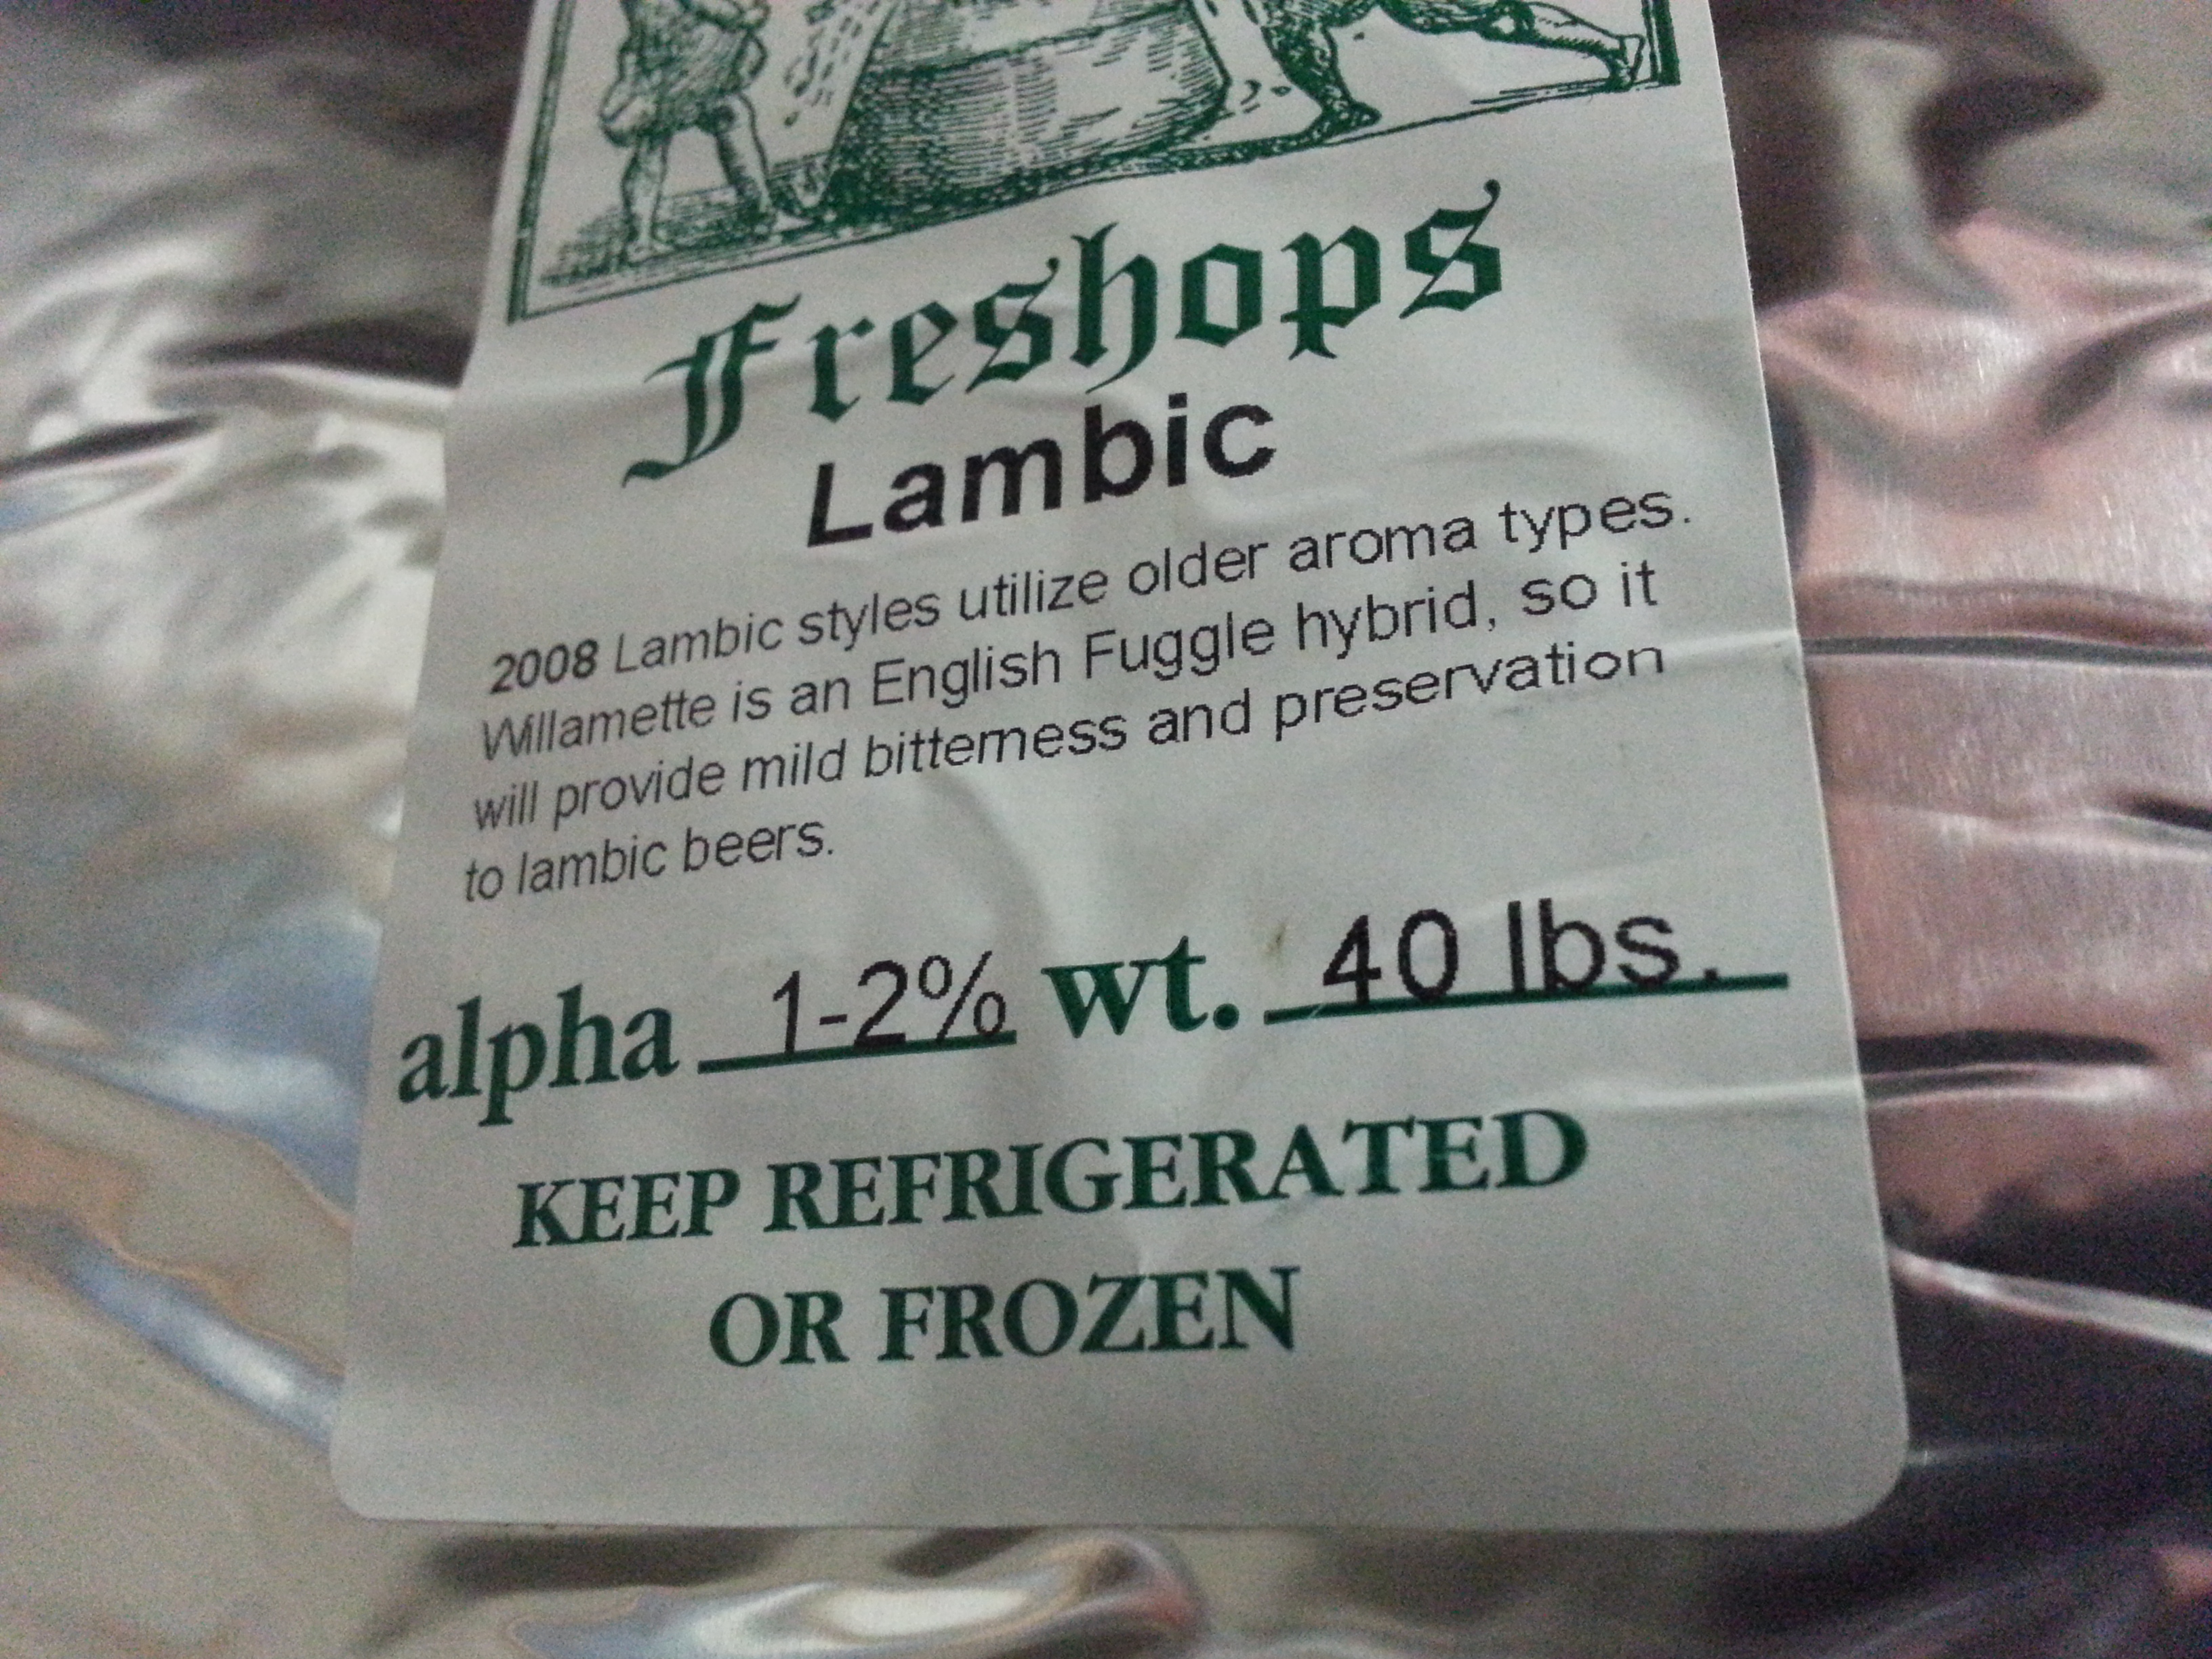 Freshops
Lambic
2008 Lambic styles utilize older aroma types.
Willamette is an English Fuggle hybrid, so it
will provide mild bitterness and preservation
to lambic beers.
alpha 1-2% wt. 40 lbs.
KEEP REFRIGERATED
OR FROZEN